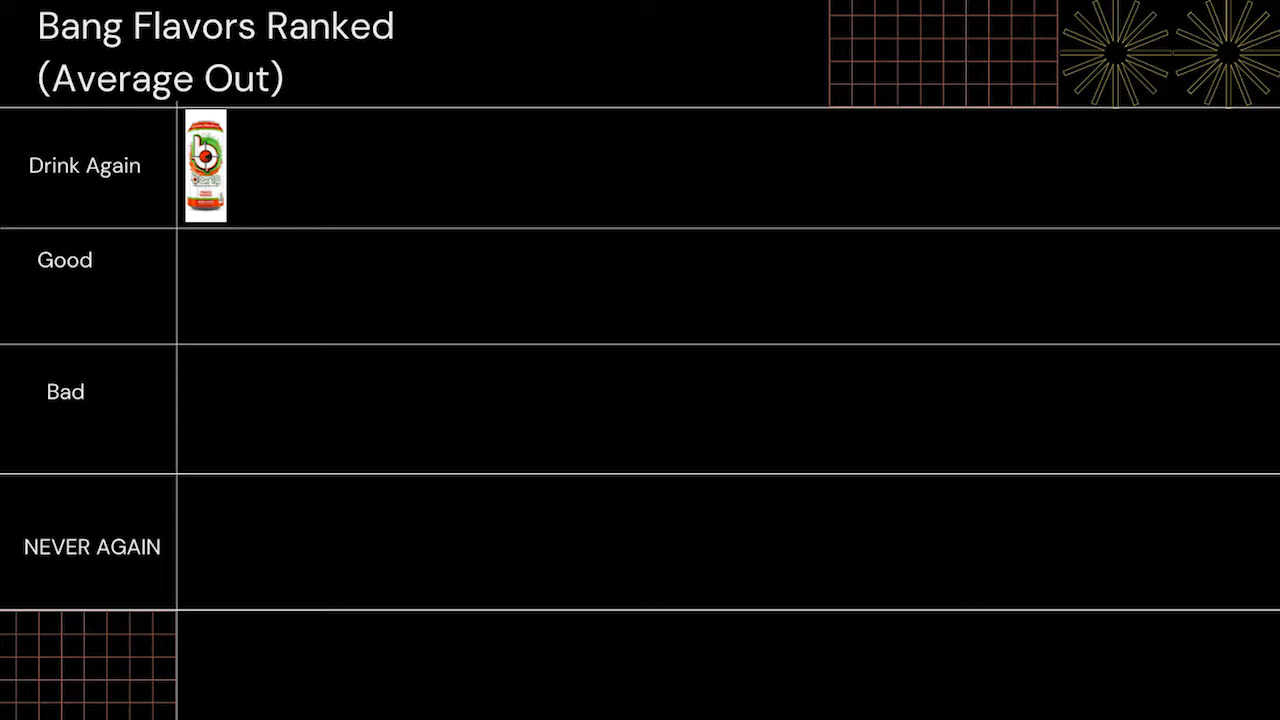 Bang Flavors Ranked
(Average Out)
Drink Again
b
Good
Bad
NEVER AGAIN